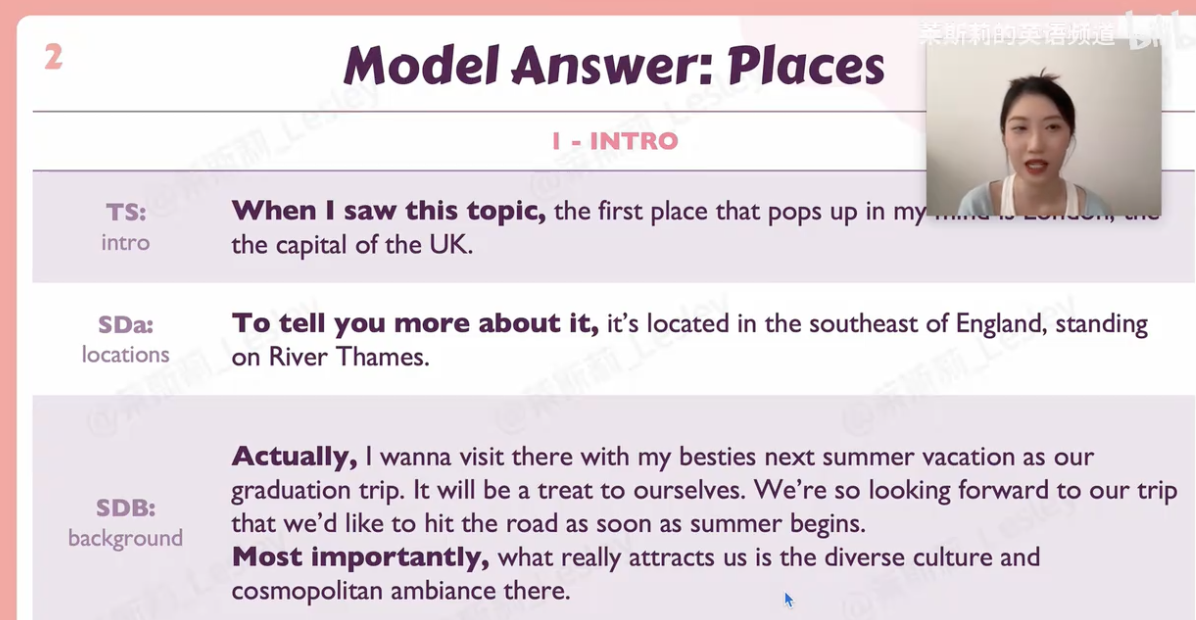 莱斯莉的英语频道
2
Model Answer: Places
1 - INTRO
TS:
intro
When I saw this topic, the first place that pops up in my mind is London, the
the capital of the UK.
SDa:
locations
To tell you more about it, it's located in the southeast of England, standing
on River Thames.
SDB:
background
Actually, I wanna visit there with my besties next summer vacation as our
graduation trip. It will be a treat to ourselves. We're so looking forward to our trip
that we'd like to hit the road as soon as summer begins.
Most importantly, what really attracts us is the diverse culture and
cosmopolitan ambiance there.
@莱斯莉_Lesley